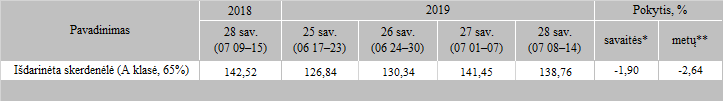 Pavadinimas 2018 2019 Pokytis, %
28 sav. (07 09–15) 25 sav. (06 17–23) 26 sav. (06 24–30) 27 sav. (07 01–07) 28 sav. (07 08–14) savaitės* metų**
Išdarinėta skerdenėlė (A klasė, 65%) 142,52 126,84 130,34 141,45 138,76 -1,90 -2,64